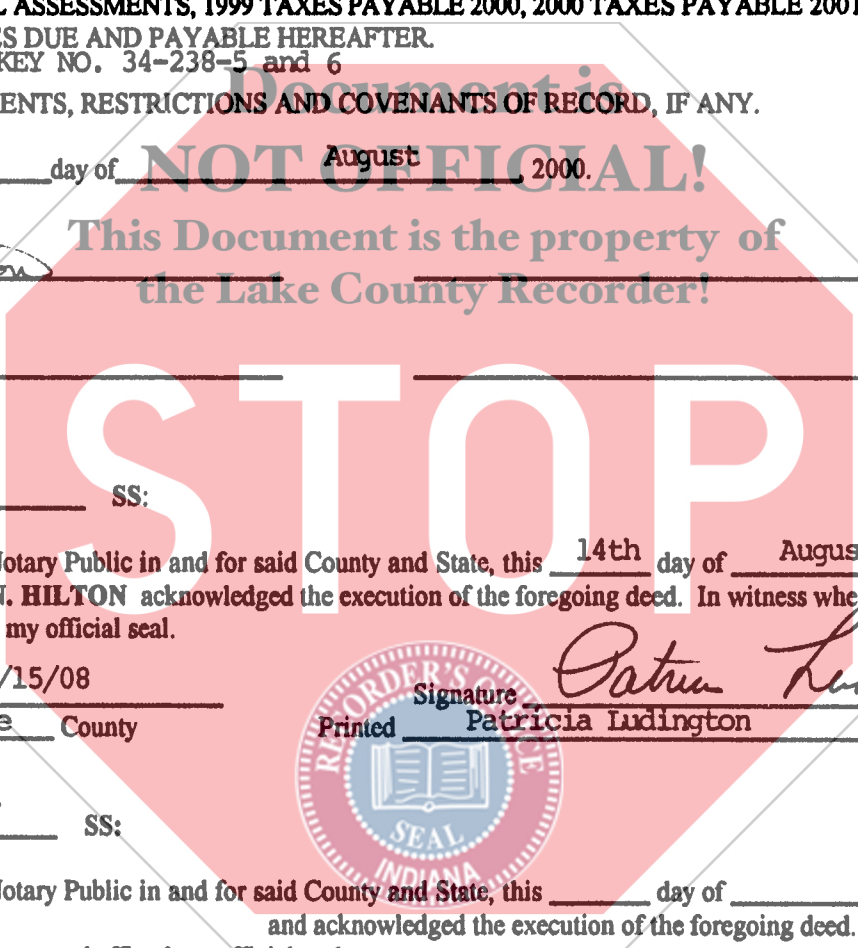 ASSESSMENTS, 1999 TAXES PAYABLE 2000, 2000 TAXES PAYABLE 2001
DUE AND PAYABLE HEREAFTER.
KEY NO. 34-238-5 and 6
Document is
RESTRICTIONS AND COVENANTS OF RECORD, IF ANY.
day of August, 2000.
NOT OFFICIAL!
This Document is the property of
the Lake County Recorder!
STOP
SS:
Notary Public in and for said County and State, this 14th day of Augus
N. HILTON acknowledged the execution of the foregoing deed. In witness whe
my official seal.
/15/08
Signature Patricia Lu
County Printed Patricia Ludington
RECORDER'S OFFICE
SEAL
INDIANA
SS:
Notary Public in and for said County and State, this day of
and acknowledged the execution of the foregoing deed.